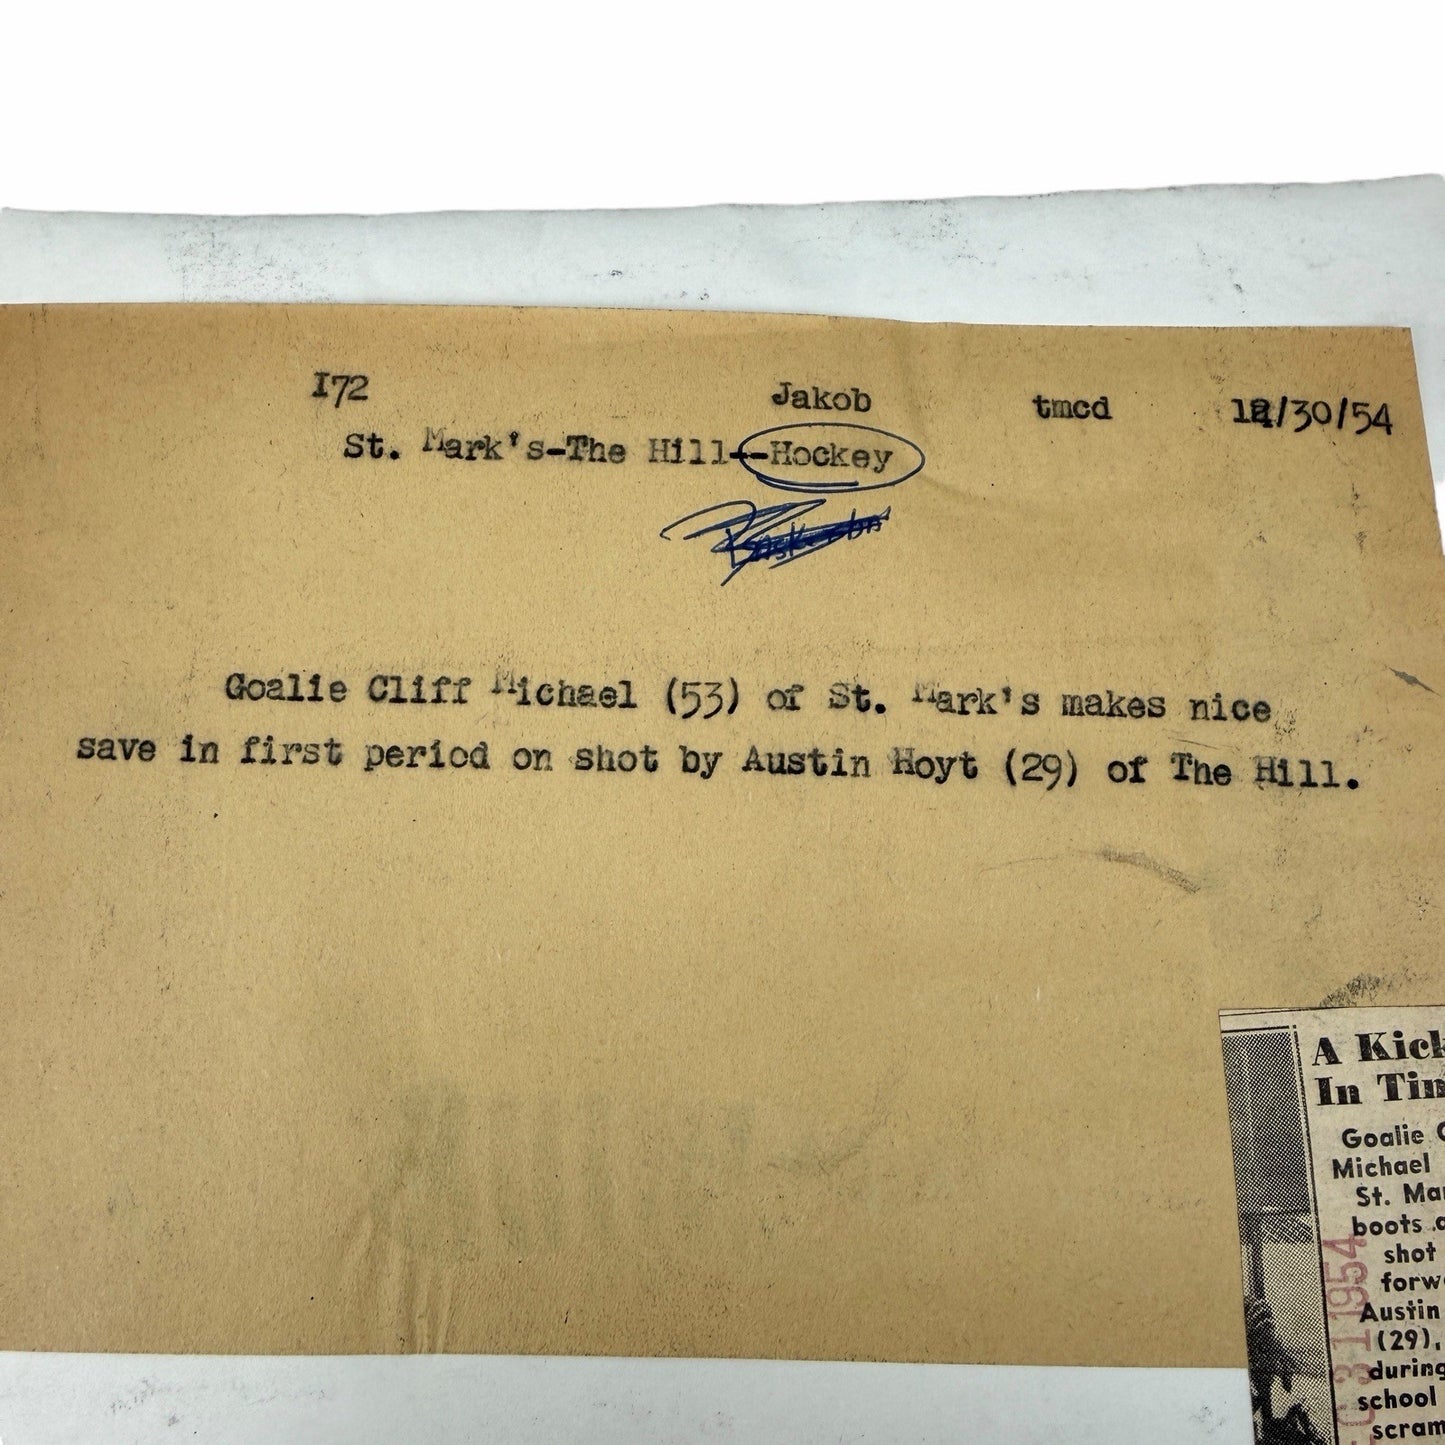 I72 Jakob tmcd 12/30/54
St. Mark's-The Hill--Hockey
Goalie Cliff Michael (53) of St. Mark's makes nice
save in first period on shot by Austin Hoyt (29) of The Hill.
A Kick
In Tim
Goalie C
Michael
St. Mar
boots a
shot
forw
Austin
(29),
during
school
scram
31 1954